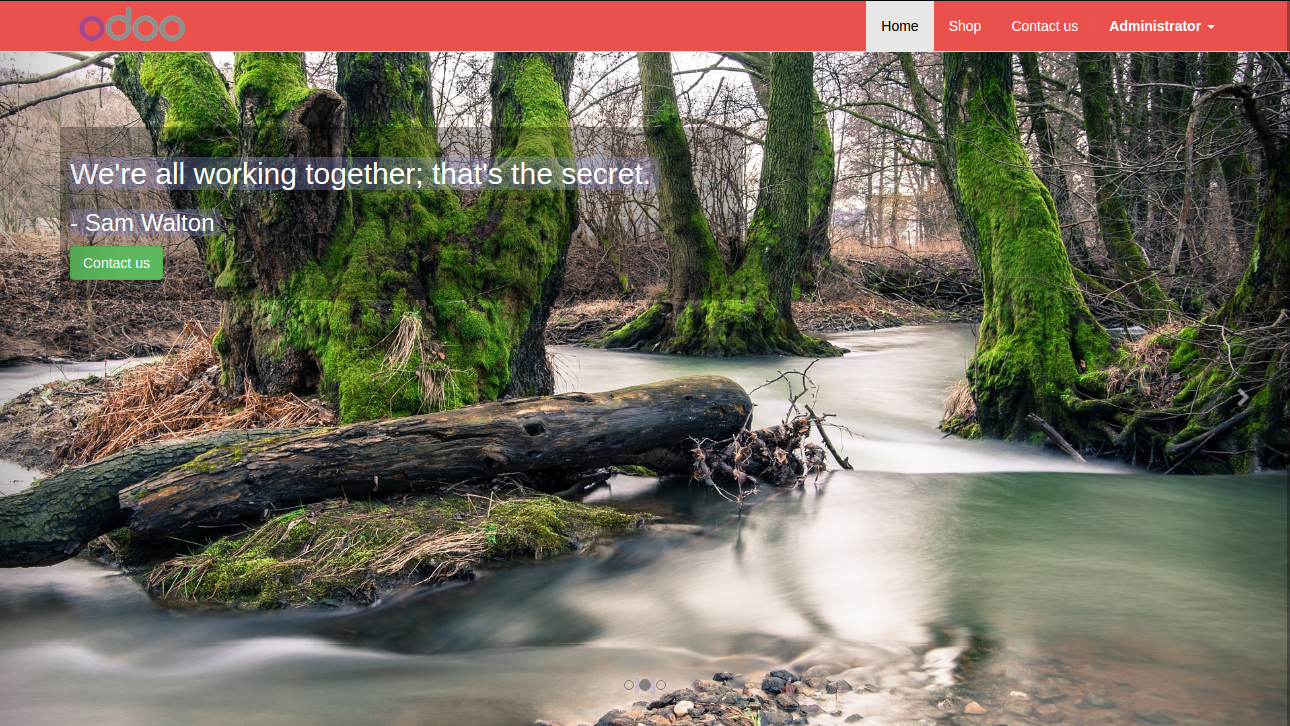 odoo
Home Shop Contact us Administrator
We're all working together; that's the secret.
- Sam Walton
Contact us